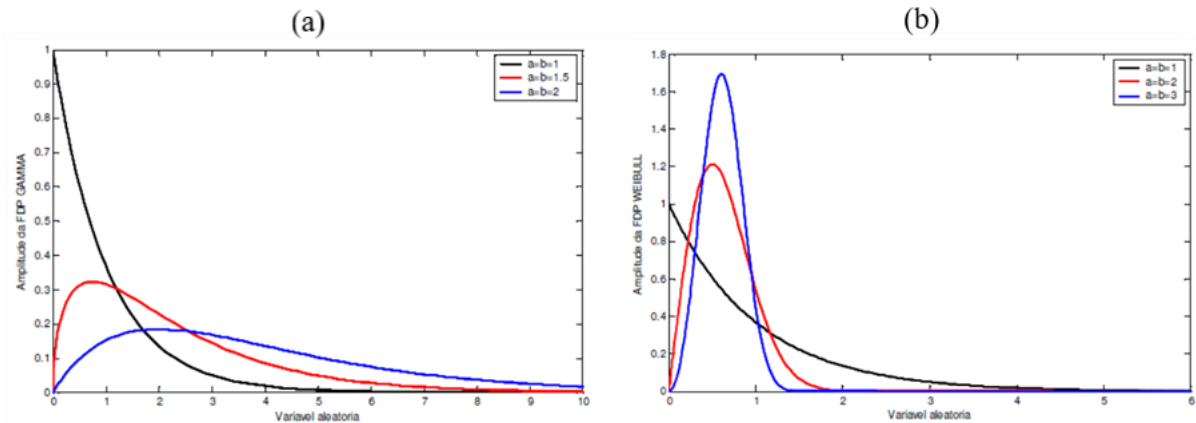 (a)
(b)
Amplitude da FDP GAMMA
1
0.9
0.8
0.7
0.6
0.5
0.4
0.3
0.2
0.1
0
a=b=1
a=b=1.5
a=b=2
0 1 2 3 4 5 6 7 8 9 10
Variavel aleatoria
Amplitude da FDP WEIBULL
1.8
1.6
1.4
1.2
1
0.8
0.6
0.4
0.2
0
a=b=1
a=b=2
a=b=3
0 1 2 3 4 5 6
Variavel aleatoria